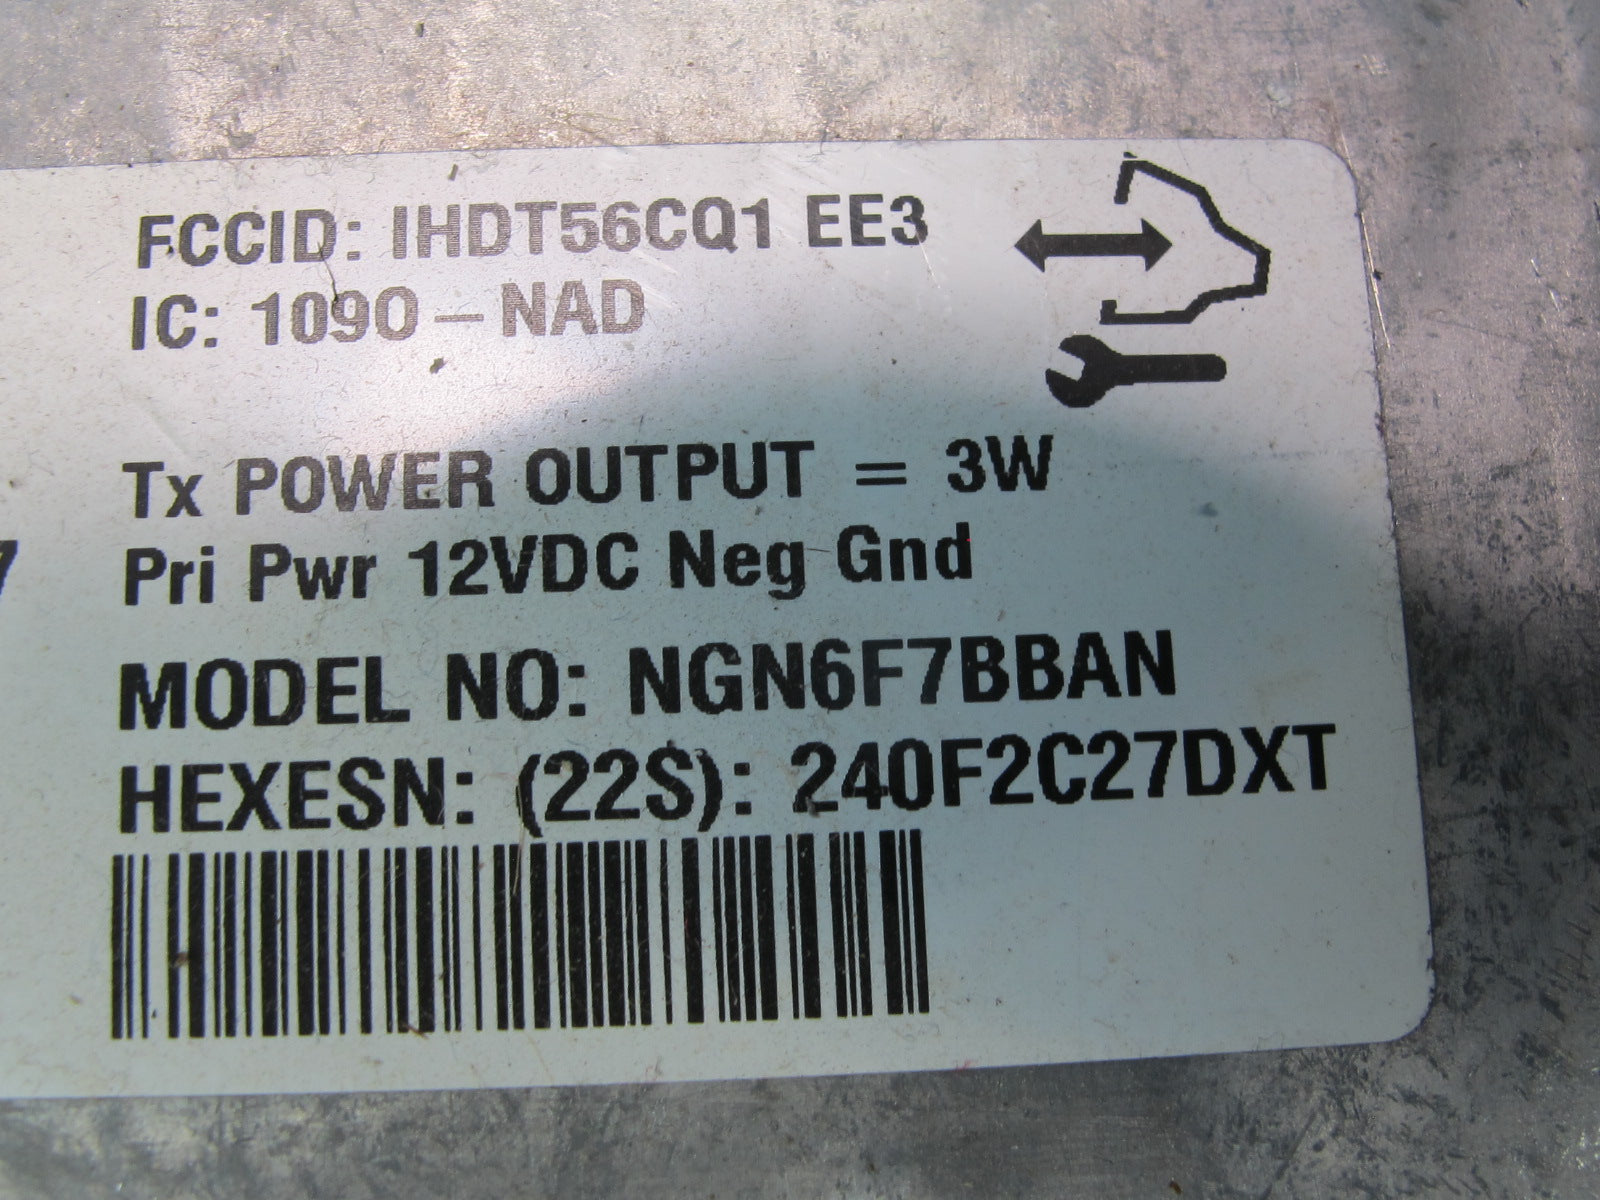 FCCID: IHDT56CQ1 EE3
IC: 1090 – NAD
Tx POWER OUTPUT = 3W
7
Pri Pwr 12VDC Neg Gnd
MODEL NO: NGN6F7BBAN
HEXESN: (22S): 240F2C27DXT